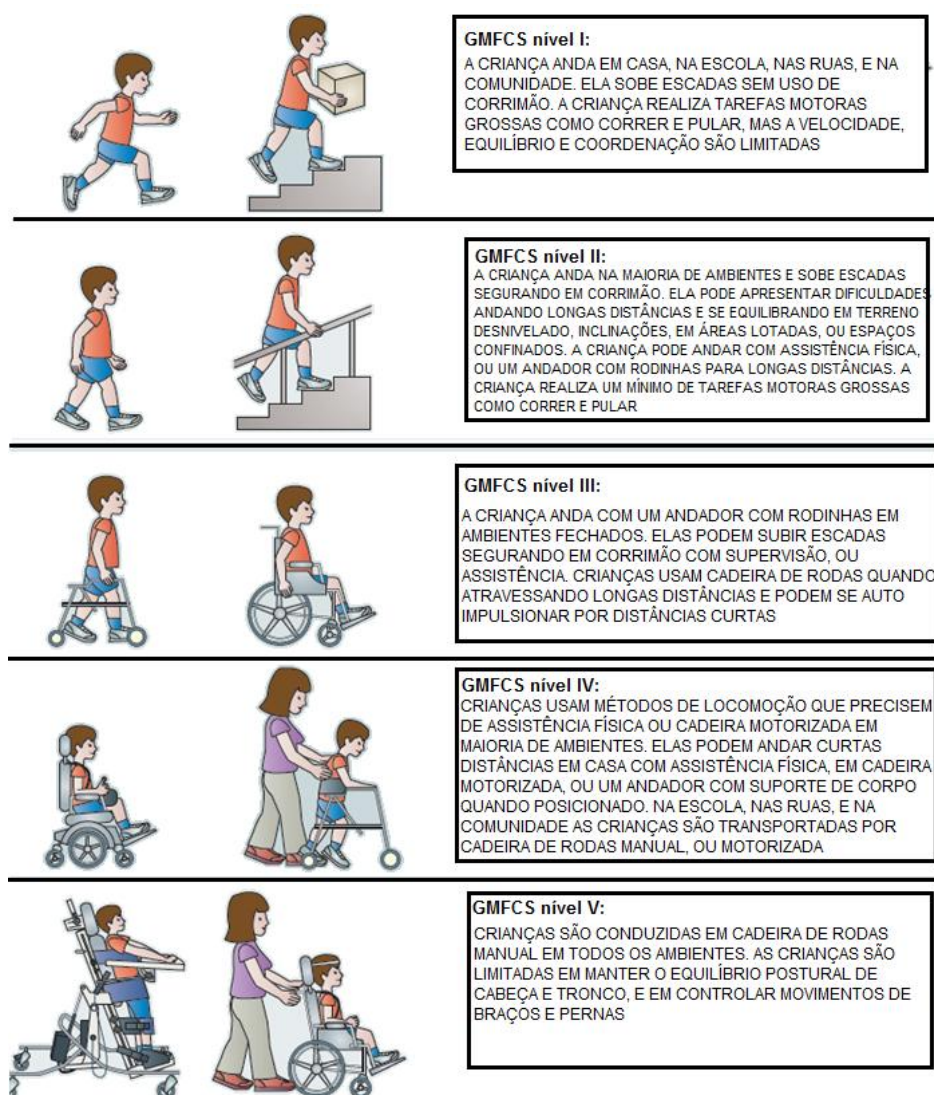 GMFCS nível I:
A CRIANÇA ANDA EM CASA, NA ESCOLA, NAS RUAS, E NA
COMUNIDADE. ELA SOBE ESCADAS SEM USO DE
CORRIMÃO. A CRIANÇA REALIZA TAREFAS MOTORAS
GROSSAS COMO CORRER E PULAR, MAS A VELOCIDADE,
EQUILÍBRIO E COORDENAÇÃO SÃO LIMITADAS
GMFCS nível II:
A CRIANÇA ANDA NA MAIORIA DE AMBIENTES E SOBE ESCADAS
SEGURANDO EM CORRIMÃO. ELA PODE APRESENTAR DIFICULDADES
ANDANDO LONGAS DISTÂNCIAS E SE EQUILIBRANDO EM TERRENO
DESNIVELADO, INCLINAÇÕES, EM ÁREAS LOTADAS, OU ESPAÇOS
CONFINADOS. A CRIANÇA PODE ANDAR COM ASSISTÊNCIA FÍSICA,
OU UM ANDADOR COM RODINHAS PARA LONGAS DISTÂNCIAS. A
CRIANÇA REALIZA UM MÍNIMO DE TAREFAS MOTORAS GROSSAS
COMO CORRER E PULAR
GMFCS nível III:
A CRIANÇA ANDA COM UM ANDADOR COM RODINHAS EM
AMBIENTES FECHADOS. ELAS PODEM SUBIR ESCADAS
SEGURANDO EM CORRIMÃO COM SUPERVISÃO, OU
ASSISTÊNCIA. CRIANÇAS USAM CADEIRA DE RODAS QUANDO
ATRAVESSANDO LONGAS DISTÂNCIAS E PODEM SE AUTO
IMPULSIONAR POR DISTÂNCIAS CURTAS
GMFCS nível IV:
CRIANÇAS USAM MÉTODOS DE LOCOMOÇÃO QUE PRECISEM
DE ASSISTÊNCIA FÍSICA OU CADEIRA MOTORIZADA EM
MAIORIA DE AMBIENTES. ELAS PODEM ANDAR CURTAS
DISTÂNCIAS EM CASA COM ASSISTÊNCIA FÍSICA, EM CADEIRA
MOTORIZADA, OU UM ANDADOR COM SUPORTE DE CORPO
QUANDO POSICIONADO. NA ESCOLA, NAS RUAS, E NA
COMUNIDADE AS CRIANÇAS SÃO TRANSPORTADAS POR
CADEIRA DE RODAS MANUAL, OU MOTORIZADA
GMFCS nível V:
CRIANÇAS SÃO CONDUZIDAS EM CADEIRA DE RODAS
MANUAL EM TODOS OS AMBIENTES. AS CRIANÇAS SÃO
LIMITADAS EM MANTER O EQUILÍBRIO POSTURAL DE
CABEÇA E TRONCO, E EM CONTROLAR MOVIMENTOS DE
BRAÇOS E PERNAS